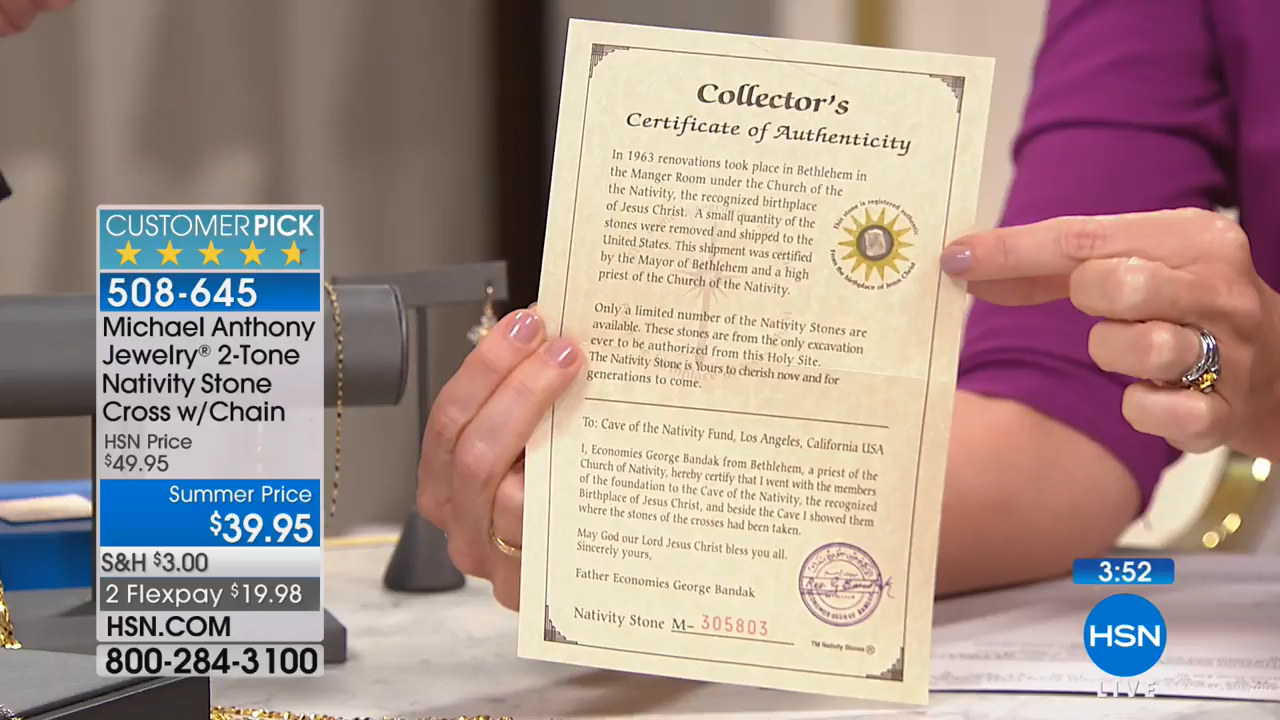 CUSTOMER PICK
508-645
Michael Anthony
Jewelry® 2-Tone
Nativity Stone
Cross w/Chain
HSN Price
$49.95
Summer Price
$39.95
S&H $3.00
2 Flexpay $19.98
HSN.COM
800-284-3100
Collector's
Certificate of Authenticity
In 1963 renovations took place in Bethlehem in
the Manger Room under the Church of the
the Nativity, the recognized birthplace
of Jesus Christ. A small quantity of the
stones were removed and shipped to the
United States. This shipment was certified
by the Mayor of Bethlehem and a high
priest of the Church of the Nativity.
This stone is registered authentic
From the birthplace of Jesus Christ
Only a limited number of the Nativity Stones are
available. These stones are from the only excavation
ever to be authorized from this Holy Site.
The Nativity Stone is Yours to cherish now and for
generations to come.
To: Cave of the Nativity Fund, Los Angeles, California USA
I, Economies George Bandak from Bethlehem, a priest of the
Church of Nativity, hereby certify that I went with the members
of the foundation to the Cave of the Nativity, the recognized
Birthplace of Jesus Christ, and beside the Cave I showed them
where the stones of the crosses had been taken.
May God our Lord Jesus Christ bless you all.
Sincerely yours,
Father Economies George Bandak
Nativity Stone M- 305803
TM Nativity Stones ®
3:52
HSN
LIVE